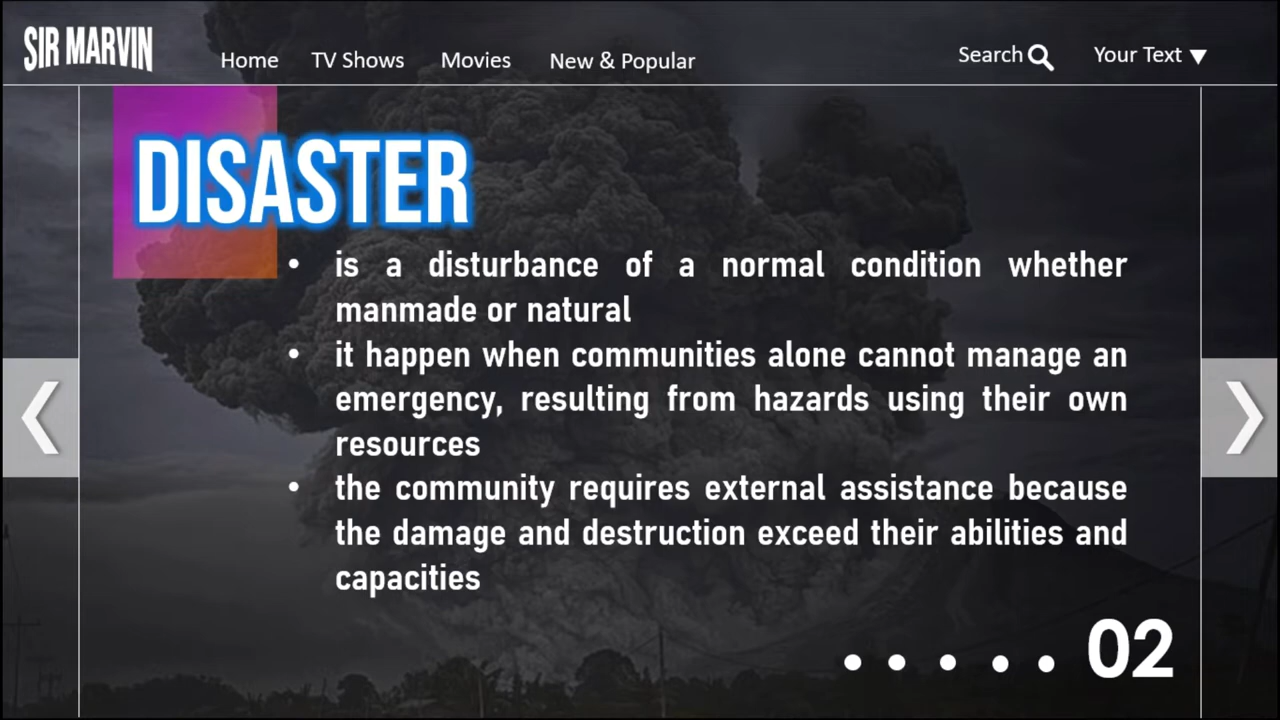 SIR MARVIN
Home TV Shows Movies New & Popular Search Your Text
DISASTER
• is a disturbance of a normal condition whether
manmade or natural
• it happen when communities alone cannot manage an
emergency, resulting from hazards using their own
resources
• the community requires external assistance because
the damage and destruction exceed their abilities and
capacities
02